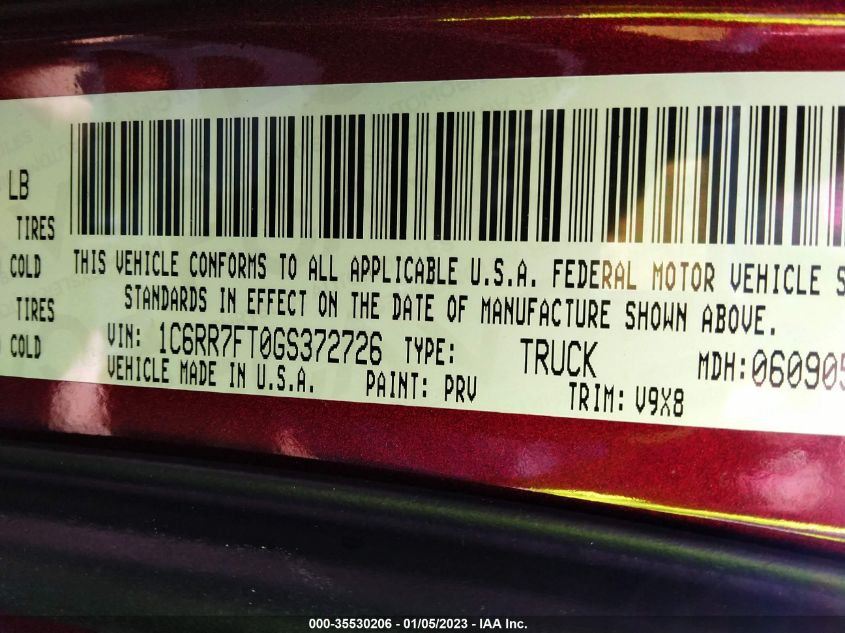 LB
TIRES
COLD
TIRES
COLD
THIS VEHICLE CONFORMS TO ALL APPLICABLE U.S.A. FEDERAL MOTOR VEHICLE S
STANDARDS IN EFFECT ON THE DATE OF MANUFACTURE SHOWN ABOVE.
VIN: 1C6RR7FT0GS372726 TYPE: TRUCK MDH:060905
VEHICLE MADE IN U.S.A. PAINT: PRV TRIM: V9X8
000-35530206 - 01/05/2023 - IAA Inc.